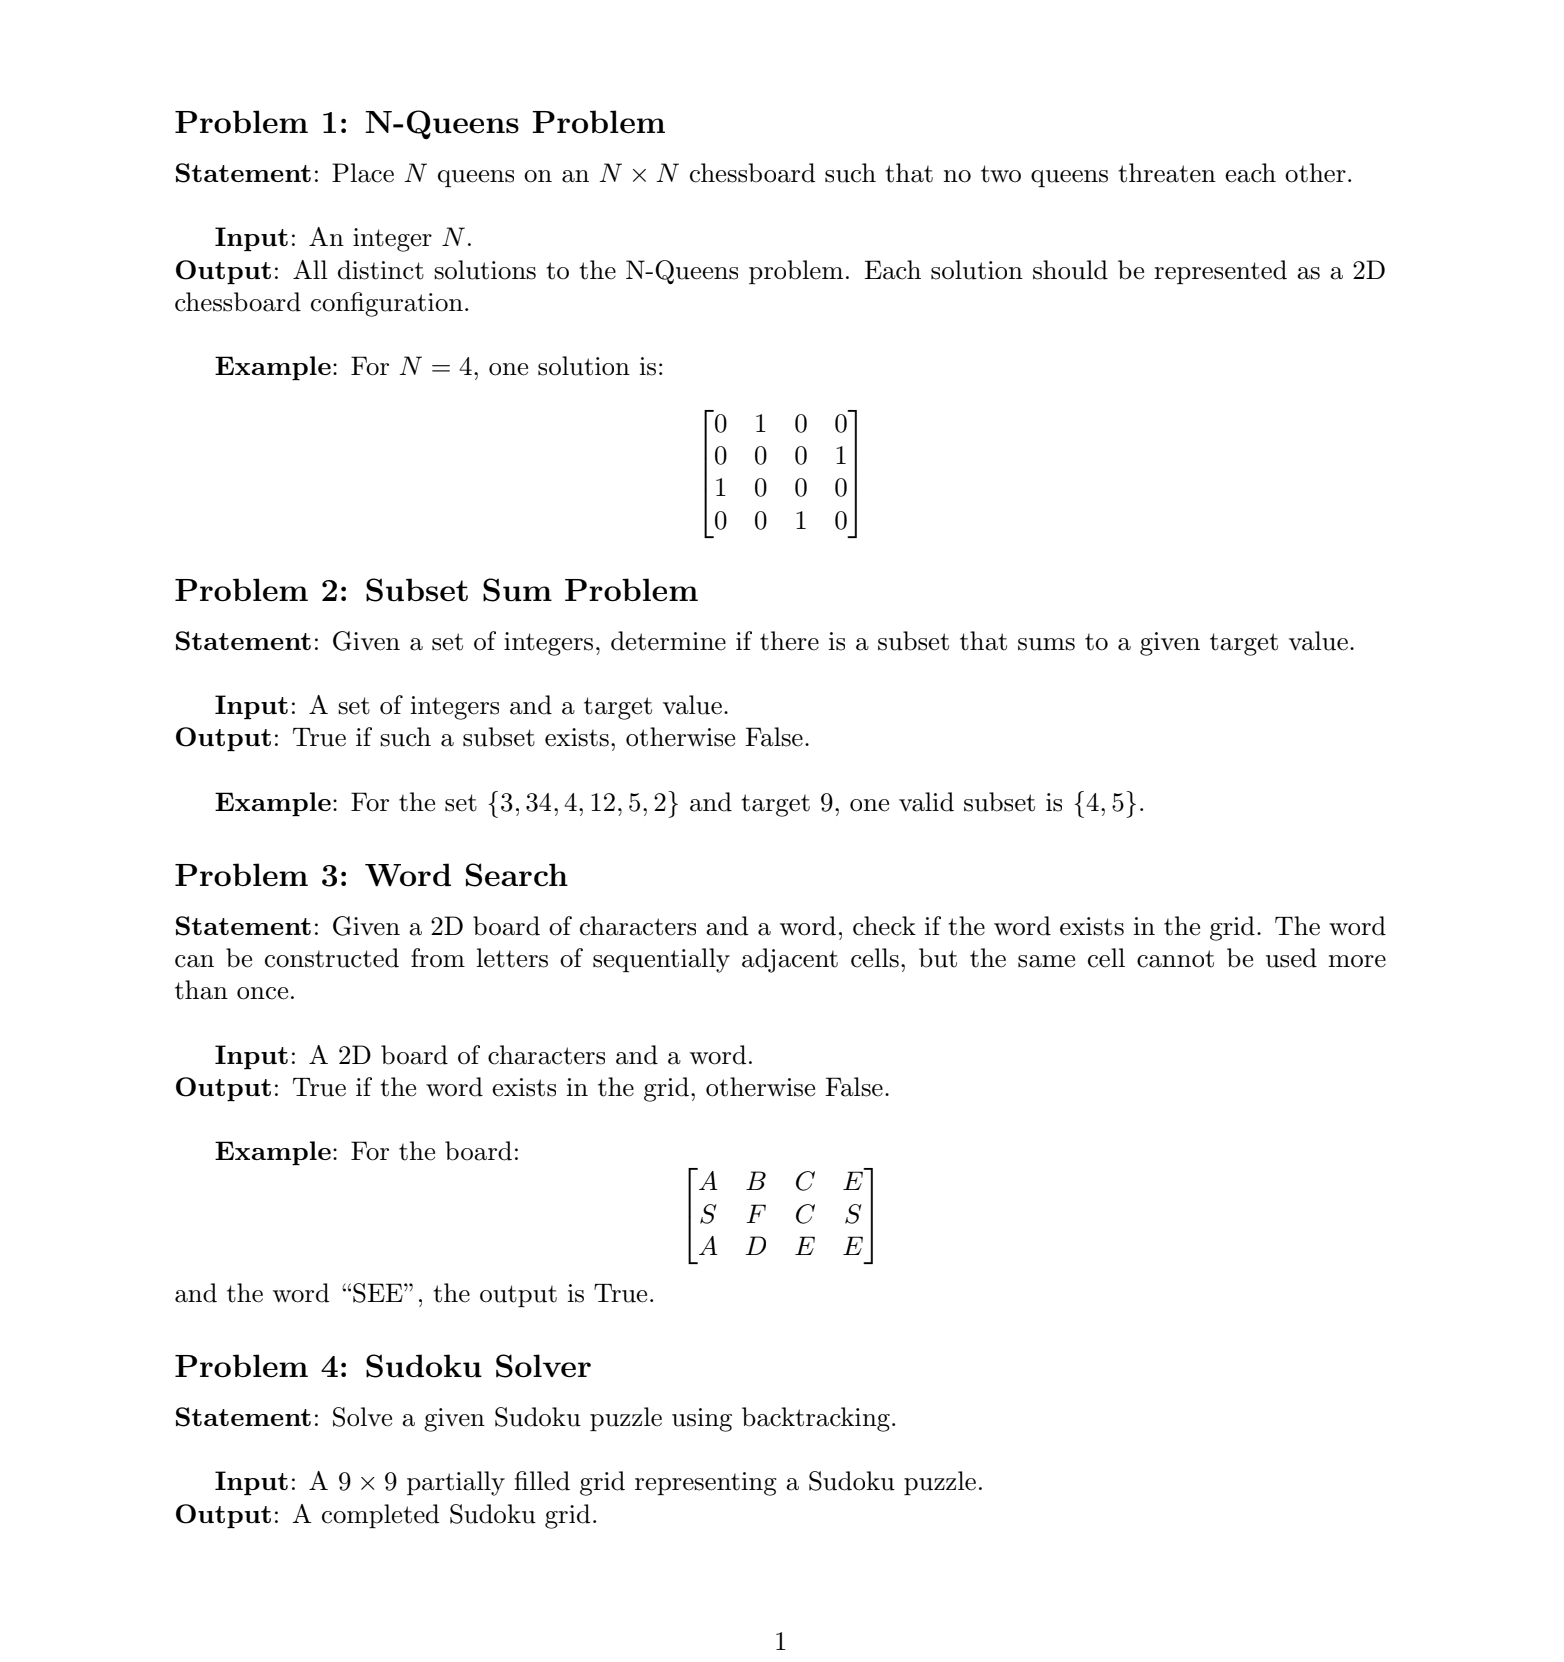 Problem 1: N-Queens Problem
Statement: Place N queens on an N × N chessboard such that no two queens threaten each other.
Input: An integer N.
Output: All distinct solutions to the N-Queens problem. Each solution should be represented as a 2D
chessboard configuration.
Example: For N = 4, one solution is:
0 1 0 0
0 0 0 1
1 0 0 0
0 0 1 0
Problem 2: Subset Sum Problem
Statement: Given a set of integers, determine if there is a subset that sums to a given target value.
Input: A set of integers and a target value.
Output: True if such a subset exists, otherwise False.
Example: For the set {3, 34, 4, 12, 5, 2} and target 9, one valid subset is {4, 5}.
Problem 3: Word Search
Statement: Given a 2D board of characters and a word, check if the word exists in the grid. The word
can be constructed from letters of sequentially adjacent cells, but the same cell cannot be used more
than once.
Input: A 2D board of characters and a word.
Output: True if the word exists in the grid, otherwise False.
Example: For the board:
A B C E
S F C S
A D E E
and the word “SEE”, the output is True.
Problem 4: Sudoku Solver
Statement: Solve a given Sudoku puzzle using backtracking.
Input: A 9 × 9 partially filled grid representing a Sudoku puzzle.
Output: A completed Sudoku grid.
1